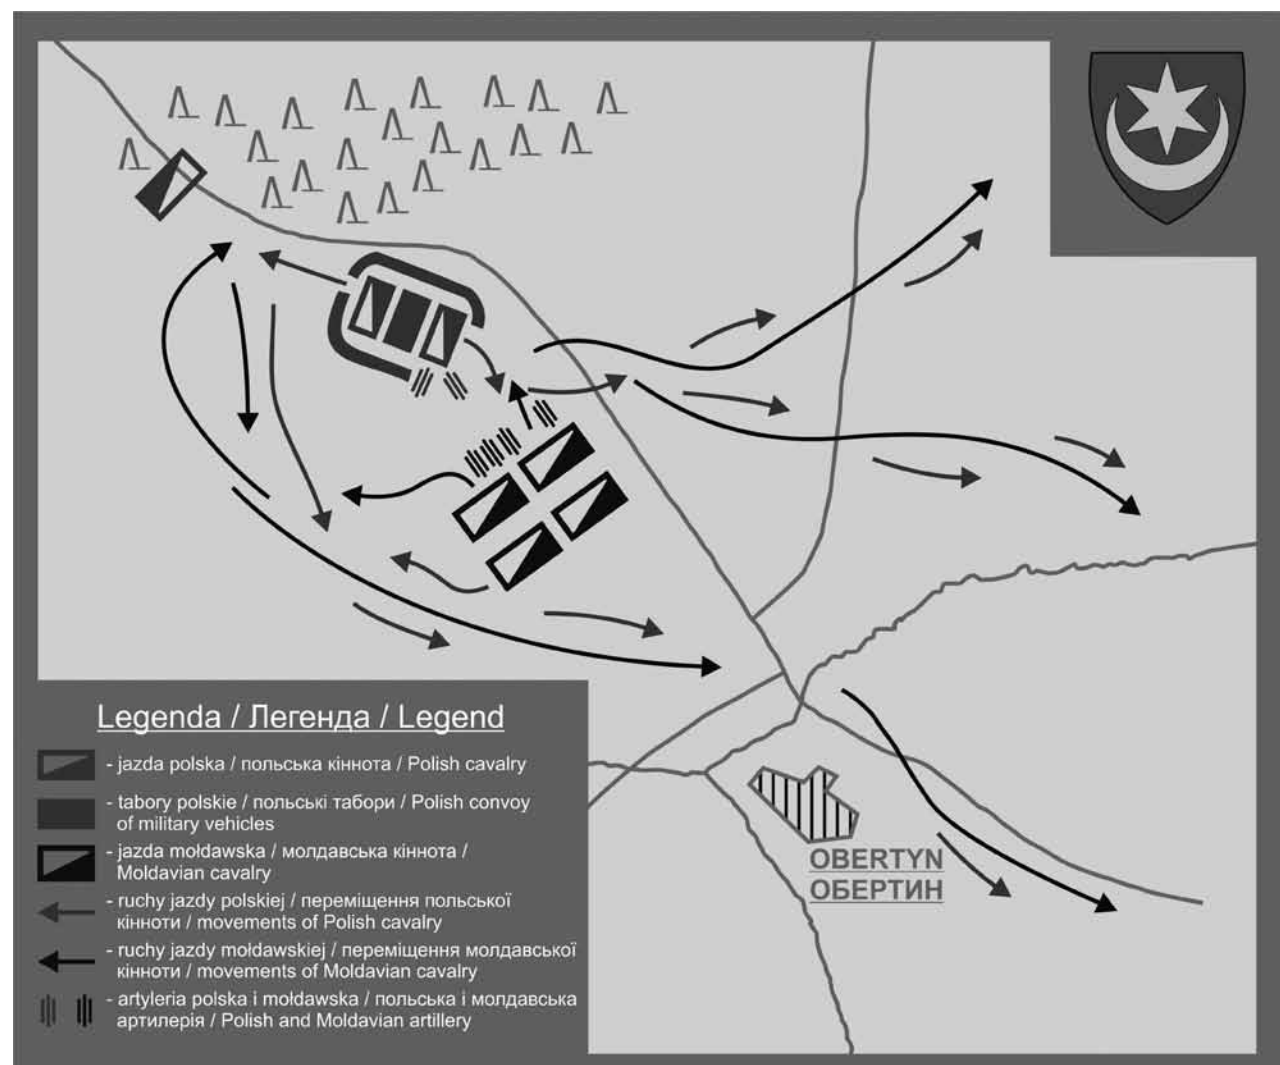 Legenda / Легенда / Legend
- jazda polska / польська кіннота / Polish cavalry
- tabory polskie / польські табори / Polish convoy
of military vehicles
- jazda mołdawska / молдавська кіннота /
Moldavian cavalry
- ruchy jazdy polskiej / переміщення польської
кінноти / movements of Polish cavalry
- ruchy jazdy mołdawskiej / переміщення молдавської
кінноти / movements of Moldavian cavalry
- artyleria polska i mołdawska / польська і молдавська
артилерія / Polish and Moldavian artillery
OBERTYN
ОБЕРТИН